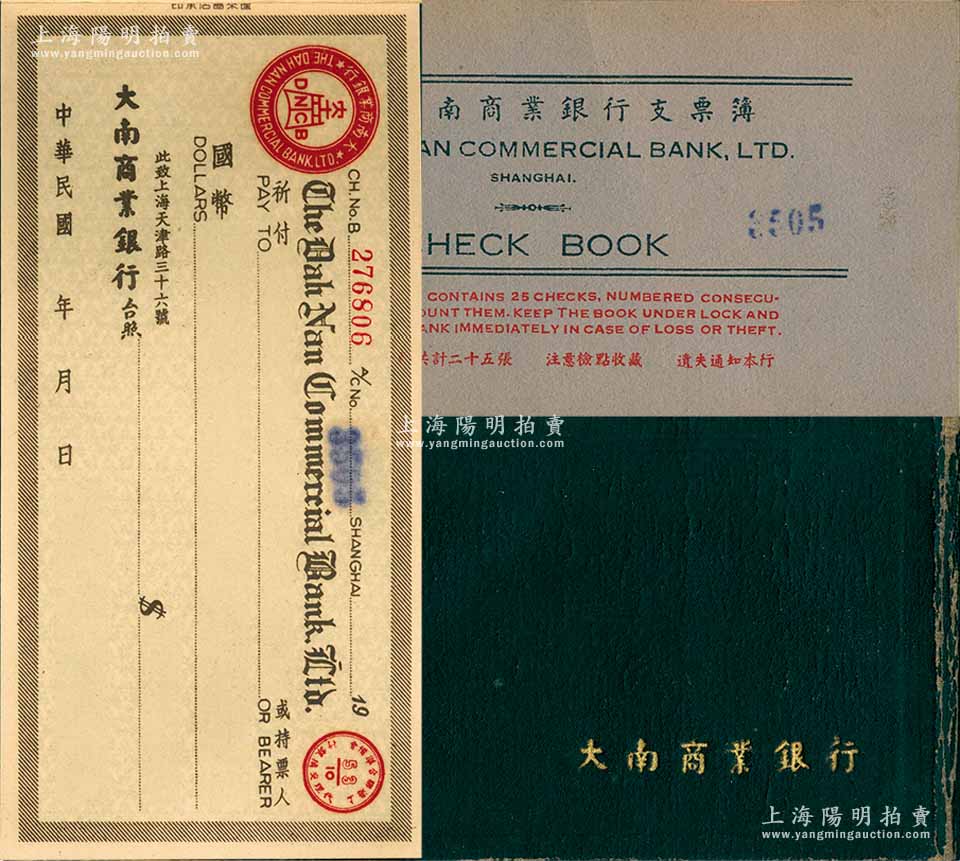 上海陽明拍賣
www.yangmingauction.com
THE DAH NAN COMMERCIAL BANK, LTD.
DNCB
CH. No. B 276806 A/C No. SHANGHAI 19
The Dah Nan Commercial Bank, Ltd.
祈付
PAY TO
或持票人
OR BEARER
國幣
DOLLARS
$
此致上海天津路三十六號
大南商業銀行台照
中華民國 年 月 日
53
10
南商業銀行支票簿
AN COMMERCIAL BANK, LTD.
SHANGHAI.
HECK BOOK
CONTAINS 25 CHECKS, NUMBERED CONSECU-
OUNT THEM. KEEP THE BOOK UNDER LOCK AND
ANK IMMEDIATELY IN CASE OF LOSS OR THEFT.
共計二十五張 注意檢點收藏 遺失通知本行
上海陽明拍賣
www.yangmingauction.com
大南商業銀行
上海陽明拍賣
www.yangmingauction.com